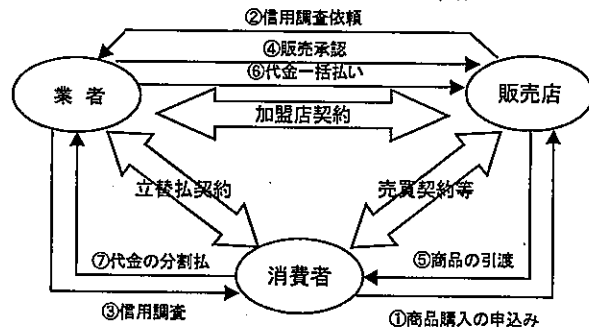 ②信用調査依頼
④販売承認
⑥代金一括払い
業者
販売店
加盟店契約
立替払契約
売買契約等
⑦代金の分割払
消費者
⑤商品の引渡
③信用調査
①商品購入の申込み